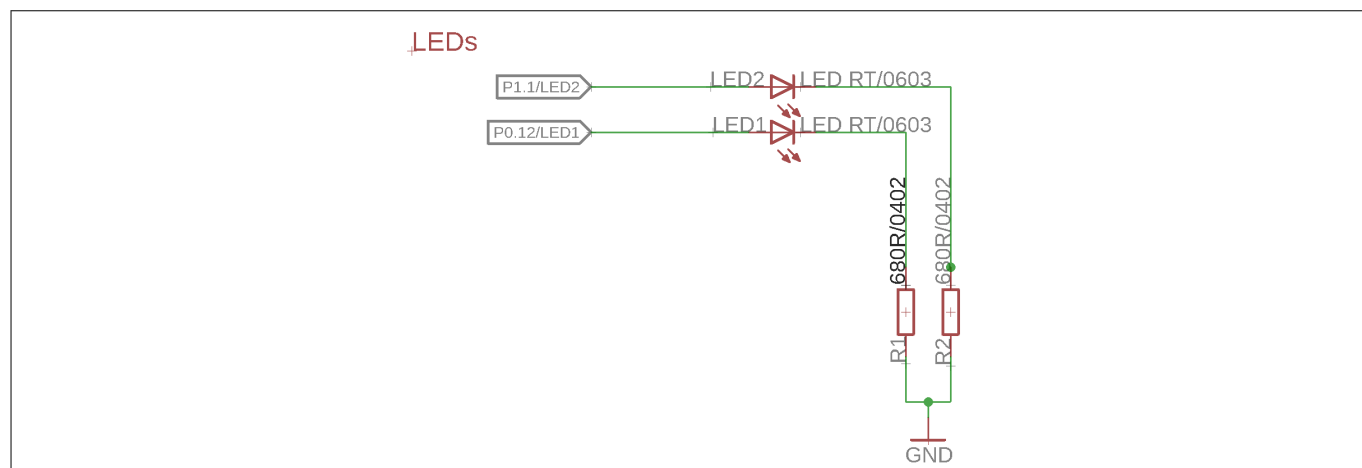 LEDs
P1.1/LED2
LED2
LED RT/0603
P0.12/LED1
LED1
LED RT/0603
680R/0402
680R/0402
R1
R2
GND